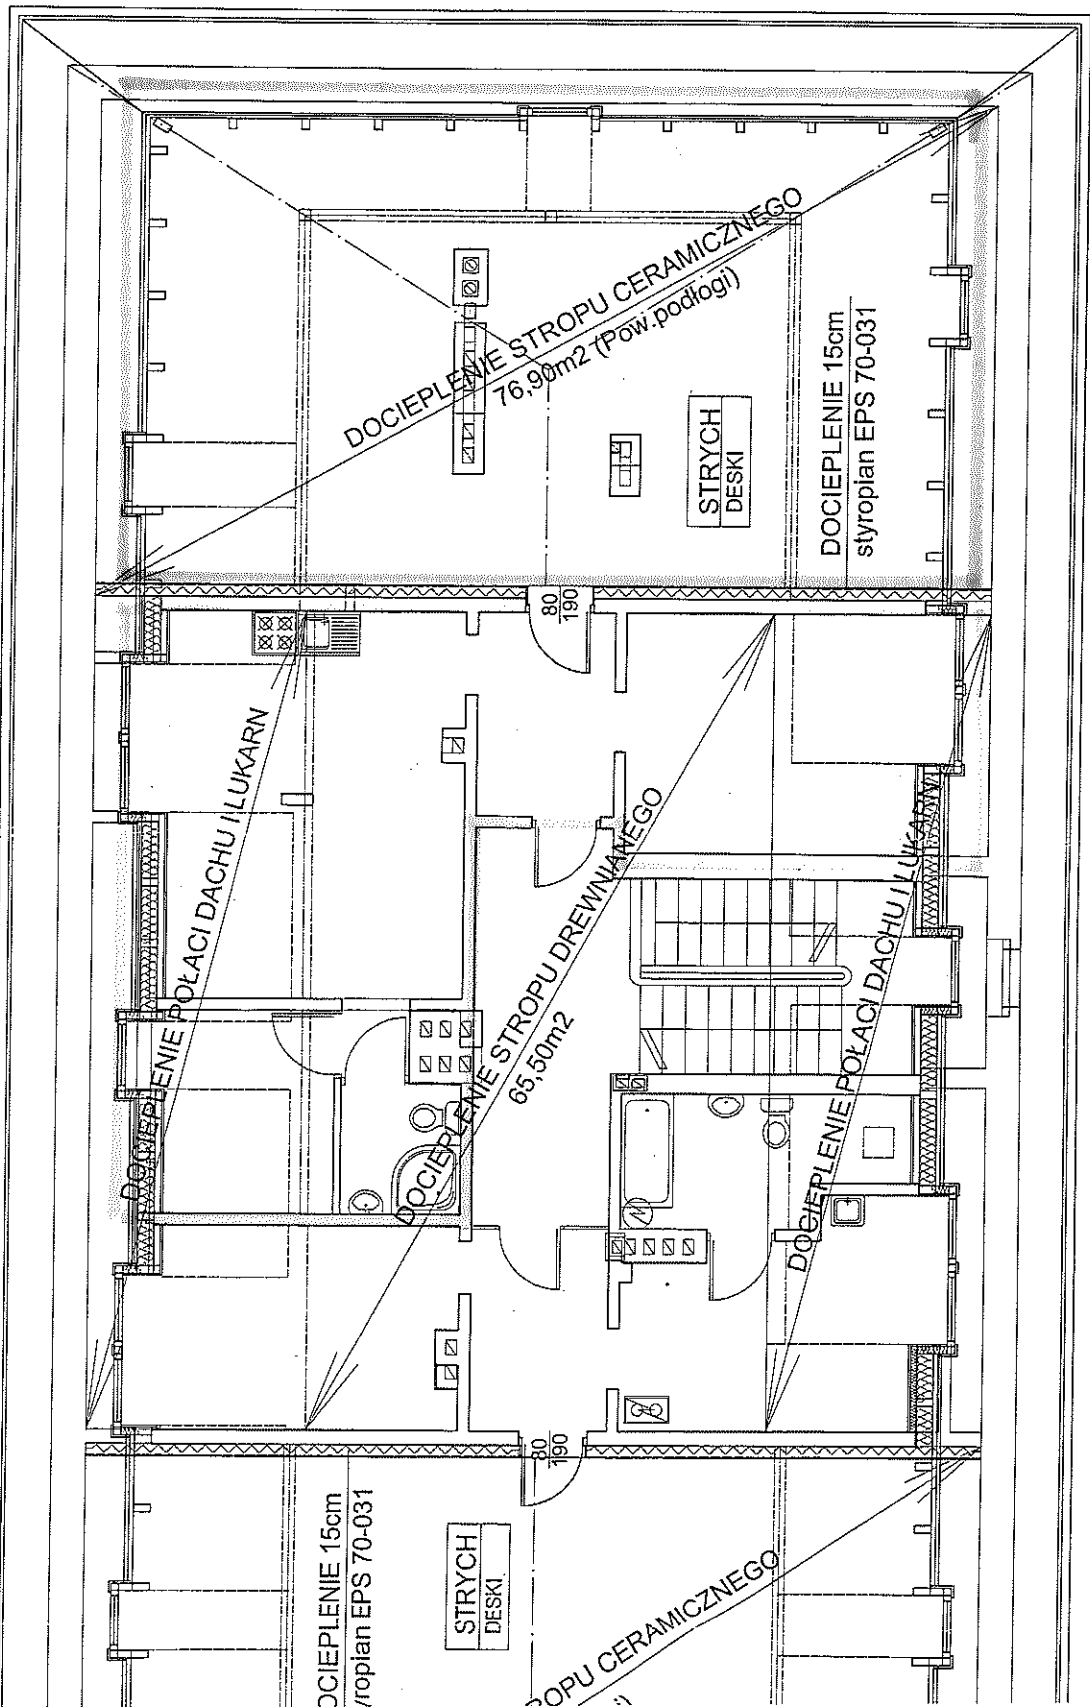 DOCIEPLENIE STROPU CERAMICZNEGO
76,90m2 (Pow.podłogi)
STRYCH
DESKI
DOCIEPLENIE 15cm
styropian EPS 70-031
80
190
DOCIEPLENIE POŁACI DACHU I LUKARN
DOCIEPLENIE STROPU DREWNIANEGO
65,50m2
DOCIEPLENIE POŁACI DACHU I LUKARN
80
190
OCIEPLENIE 15cm
yropian EPS 70-031
STRYCH
DESKI
ROPU CERAMICZNEGO